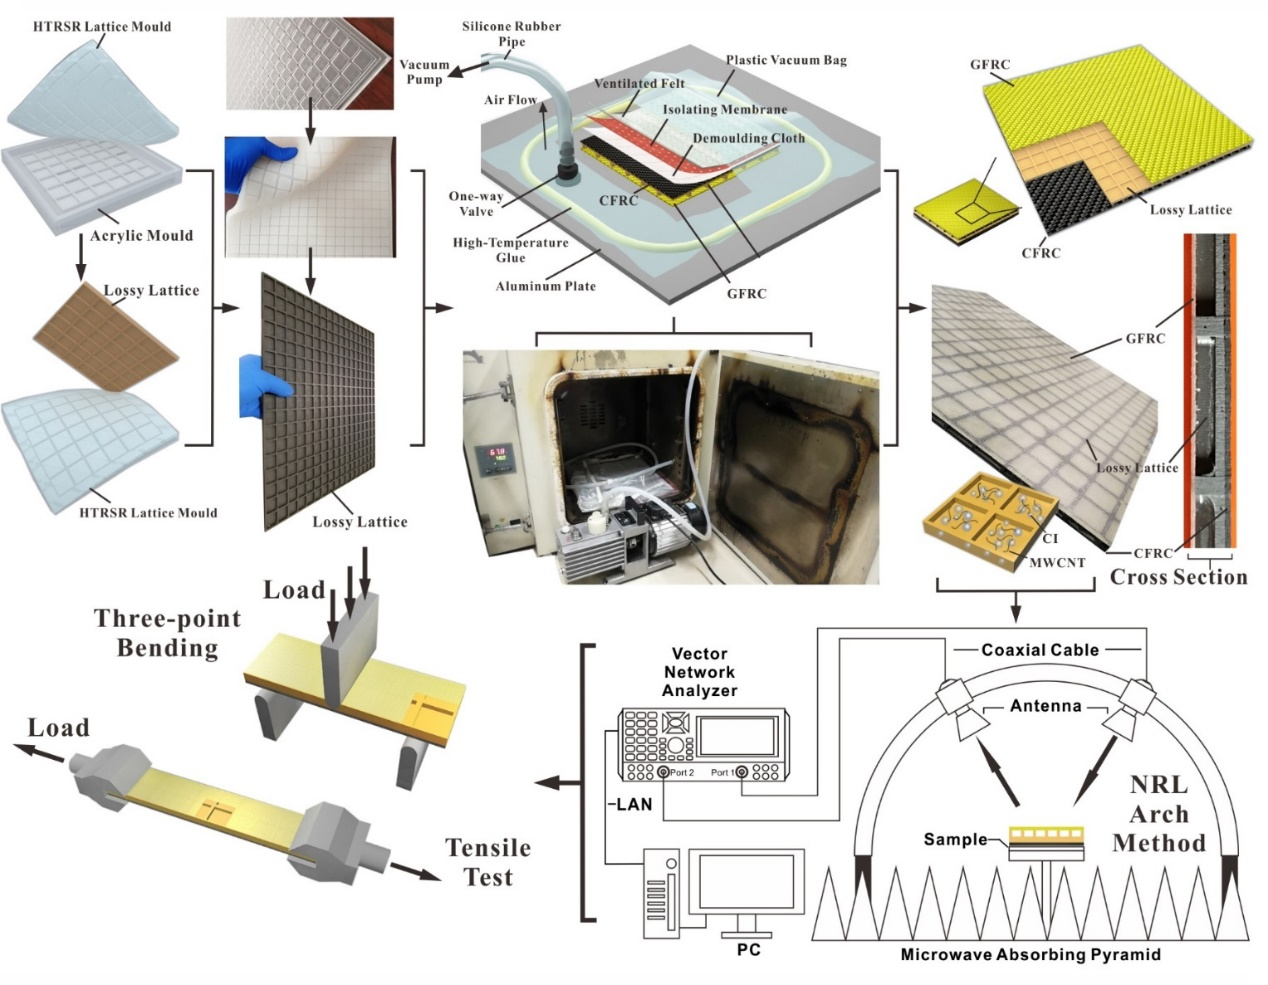 HTRSR Lattice Mould
Acrylic Mould
Lossy Lattice
HTRSR Lattice Mould
Lossy Lattice
Silicone Rubber
Pipe
Vacuum
Pump
Air Flow
Plastic Vacuum Bag
Ventilated Felt
Isolating Membrane
Demoulding Cloth
One-way
Valve
CFRC
High-Temperature
Glue
Aluminum Plate
GFRC
GFRC
Lossy Lattice
CFRC
GFRC
Lossy Lattice
CI
MWCNT
CFRC
Cross Section
Three-point
Bending
Load
Load
Tensile
Test
Vector
Network
Analyzer
Port 2
Port 1
LAN
PC
Coaxial Cable
Antenna
NRL
Arch
Method
Sample
Microwave Absorbing Pyramid